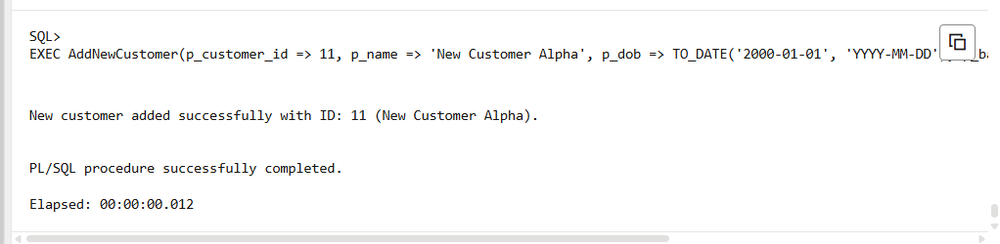 SQL>
EXEC AddNewCustomer(p_customer_id => 11, p_name => 'New Customer Alpha', p_dob => TO_DATE('2000-01-01', 'YYYY-MM-DD'
New customer added successfully with ID: 11 (New Customer Alpha).
PL/SQL procedure successfully completed.
Elapsed: 00:00:00.012